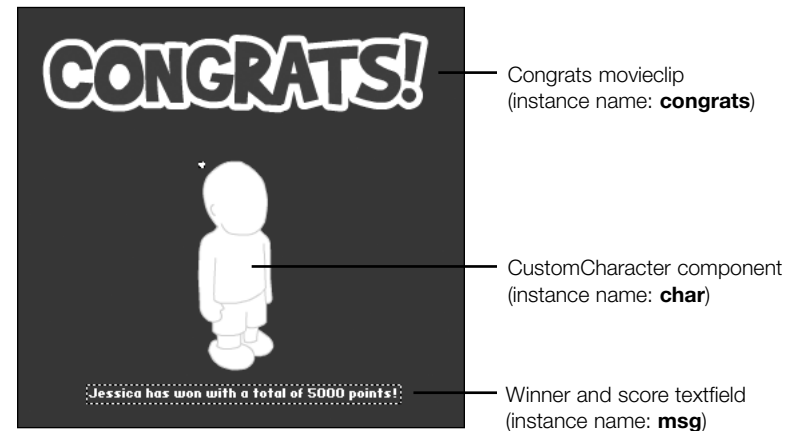 CONGRATS!
Congrats movieclip
(instance name: congrats)
CustomCharacter component
(instance name: char)
Jessica has won with a total of 5000 points!
Winner and score textfield
(instance name: msg)